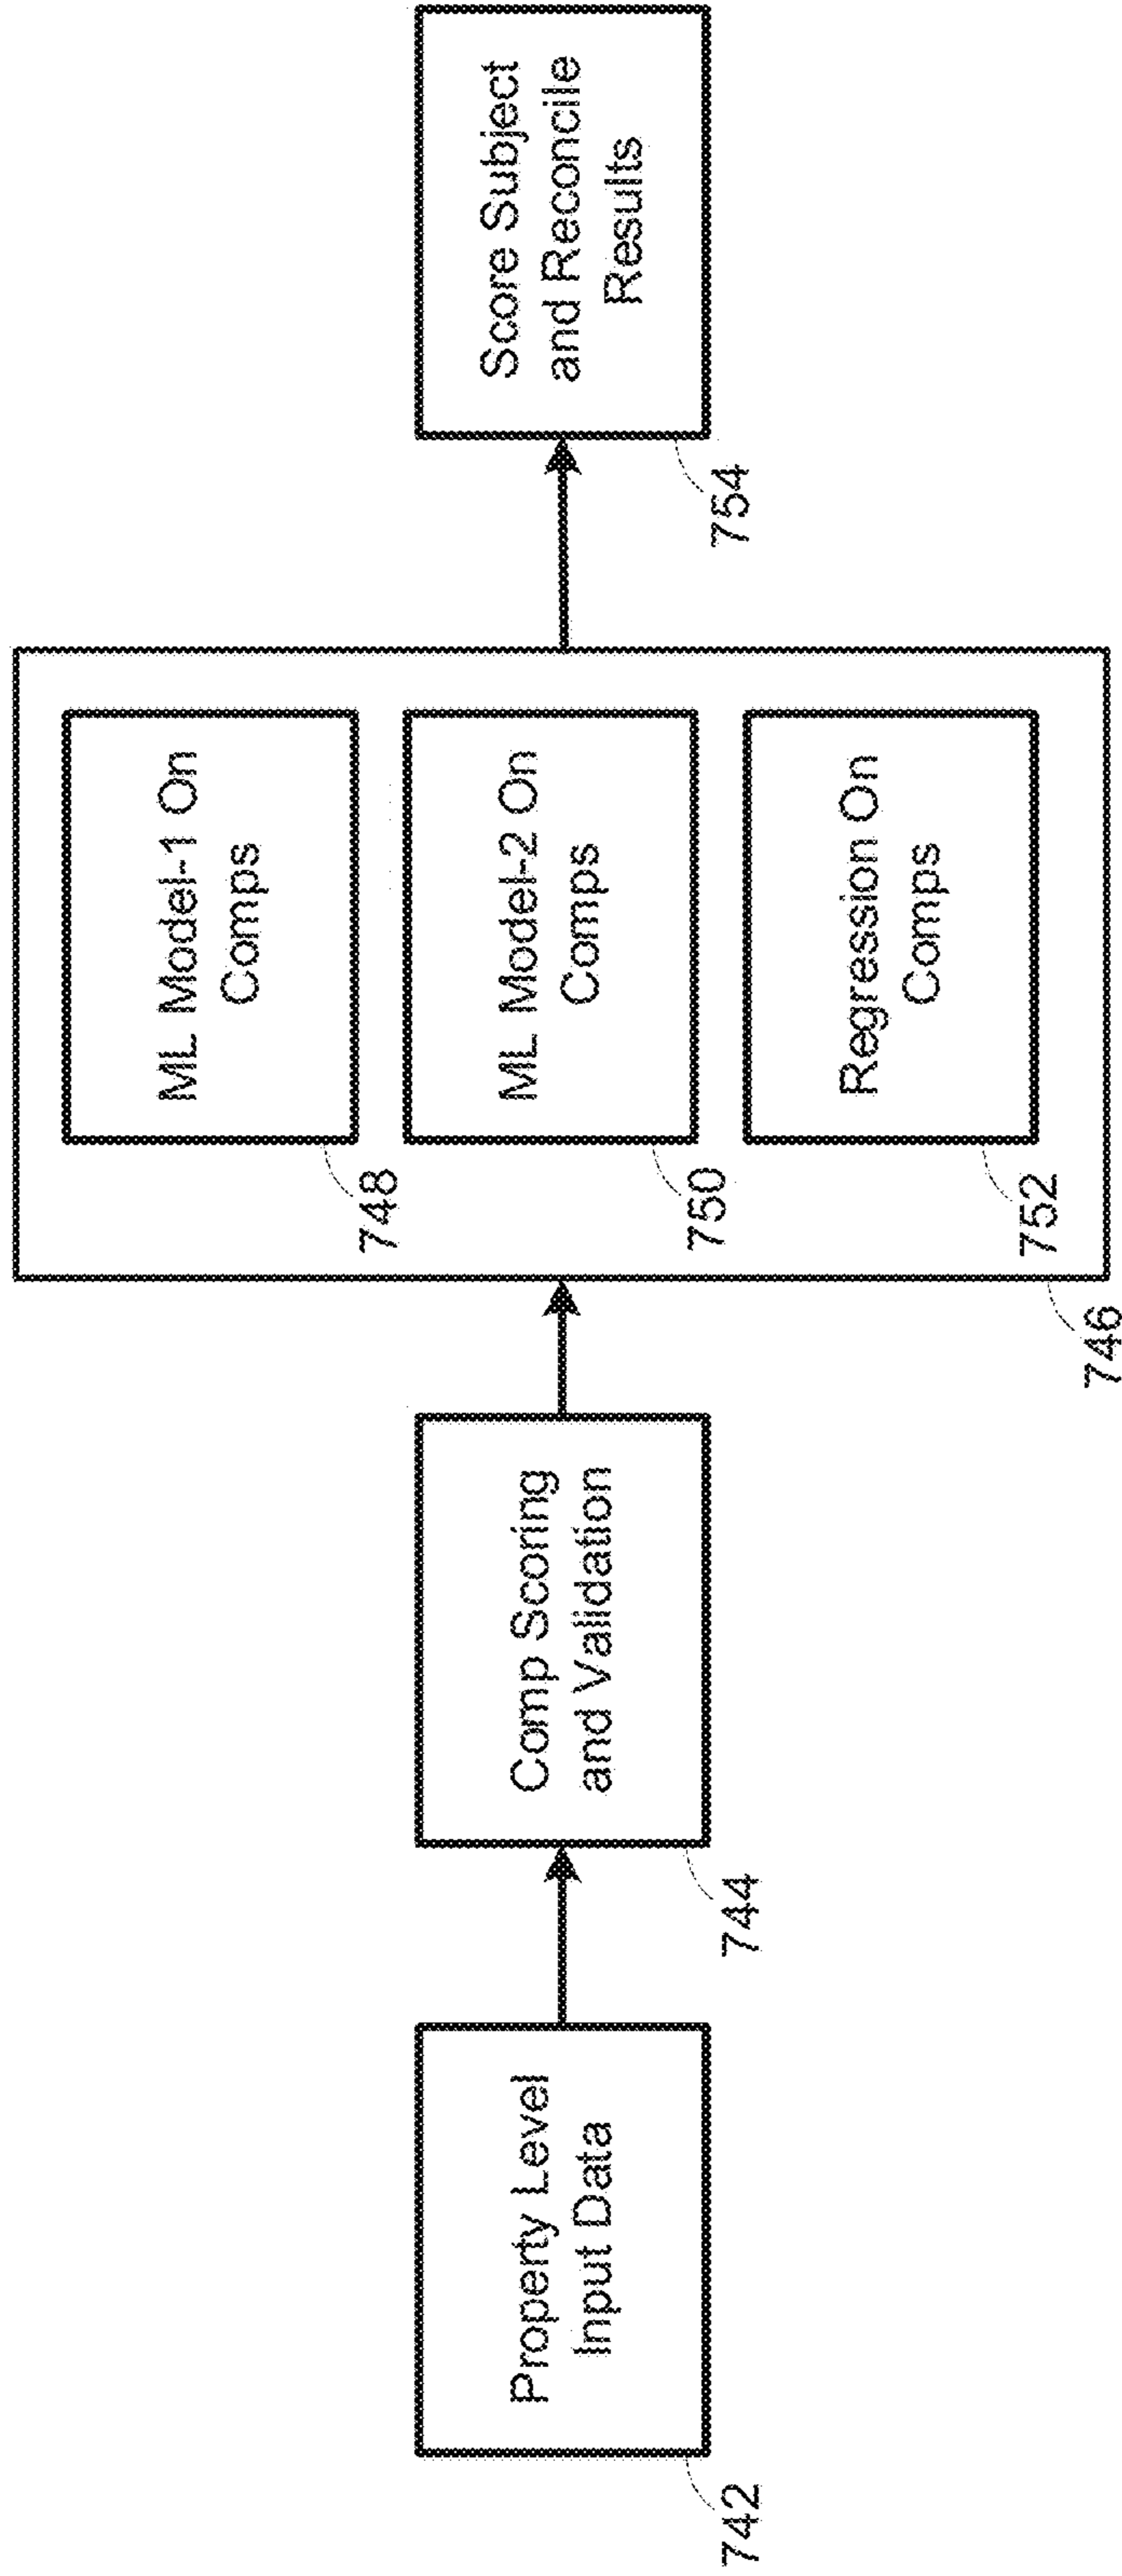 Property Level
Input Data
742
Comp Scoring
and Validation
744
746
ML Model-1 On
Comps
748
ML Model-2 On
Comps
750
Regression On
Comps
752
Score Subject
and Reconcile
Results
754